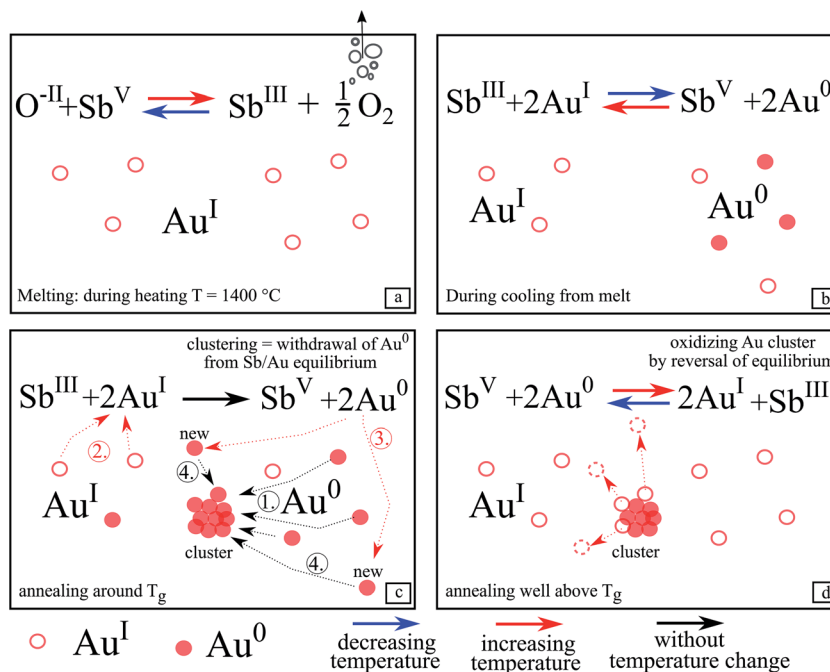 O⁻ᴵᴵ+Sbⱽ Sbᴵᴵᴵ + ½O₂
Auᴵ
Melting: during heating T = 1400 °C
a
Sbᴵᴵᴵ+2Auᴵ Sbⱽ +2Au⁰
Auᴵ
Au⁰
During cooling from melt
b
clustering = withdrawal of Au⁰
from Sb/Au equilibrium
Sbᴵᴵᴵ+2Auᴵ Sbⱽ +2Au⁰
new
2.
3.
4.
Auᴵ
1.
Au⁰
cluster
4.
new
annealing around Tg
c
oxidizing Au cluster
by reversal of equilibrium
Sbⱽ +2Au⁰ 2Auᴵ+Sbᴵᴵᴵ
Auᴵ
cluster
annealing well above Tg
d
Auᴵ Au⁰
decreasing
temperature
increasing
temperature
without
temperature change